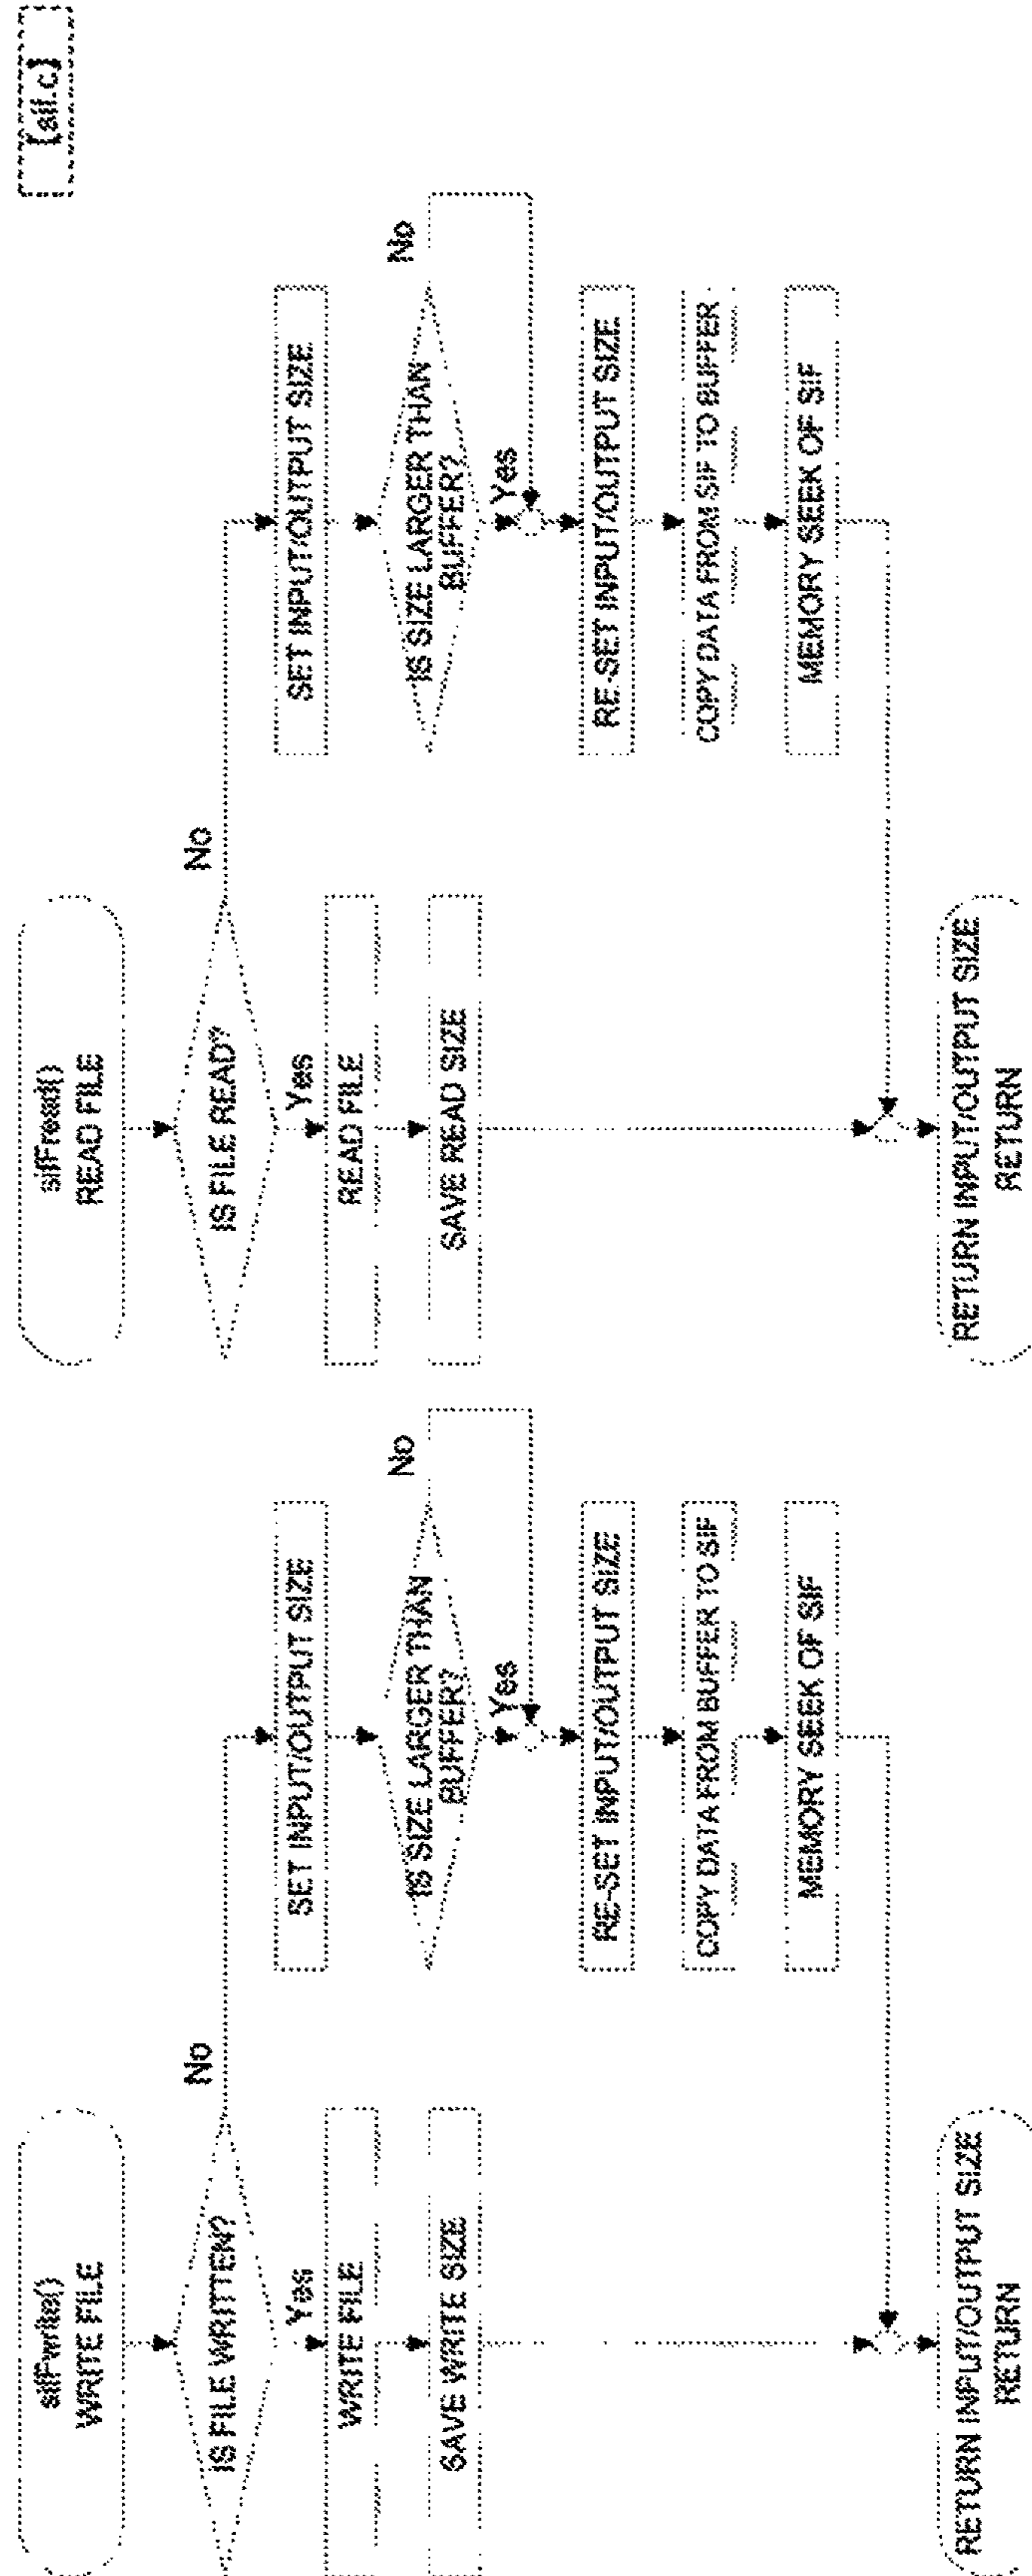 [sif.c]
sifFwrite()
WRITE FILE
IS FILE WRITTEN?
No
Yes
WRITE FILE
SAVE WRITE SIZE
SET INPUT/OUTPUT SIZE
IS SIZE LARGER THAN
BUFFER?
No
Yes
RE-SET INPUT/OUTPUT SIZE
COPY DATA FROM BUFFER TO SIF
MEMORY SEEK OF SIF
RETURN INPUT/OUTPUT SIZE
RETURN
sifFread()
READ FILE
IS FILE READ?
No
Yes
READ FILE
SAVE READ SIZE
SET INPUT/OUTPUT SIZE
IS SIZE LARGER THAN
BUFFER?
No
Yes
RE-SET INPUT/OUTPUT SIZE
COPY DATA FROM SIF TO BUFFER
MEMORY SEEK OF SIF
RETURN INPUT/OUTPUT SIZE
RETURN